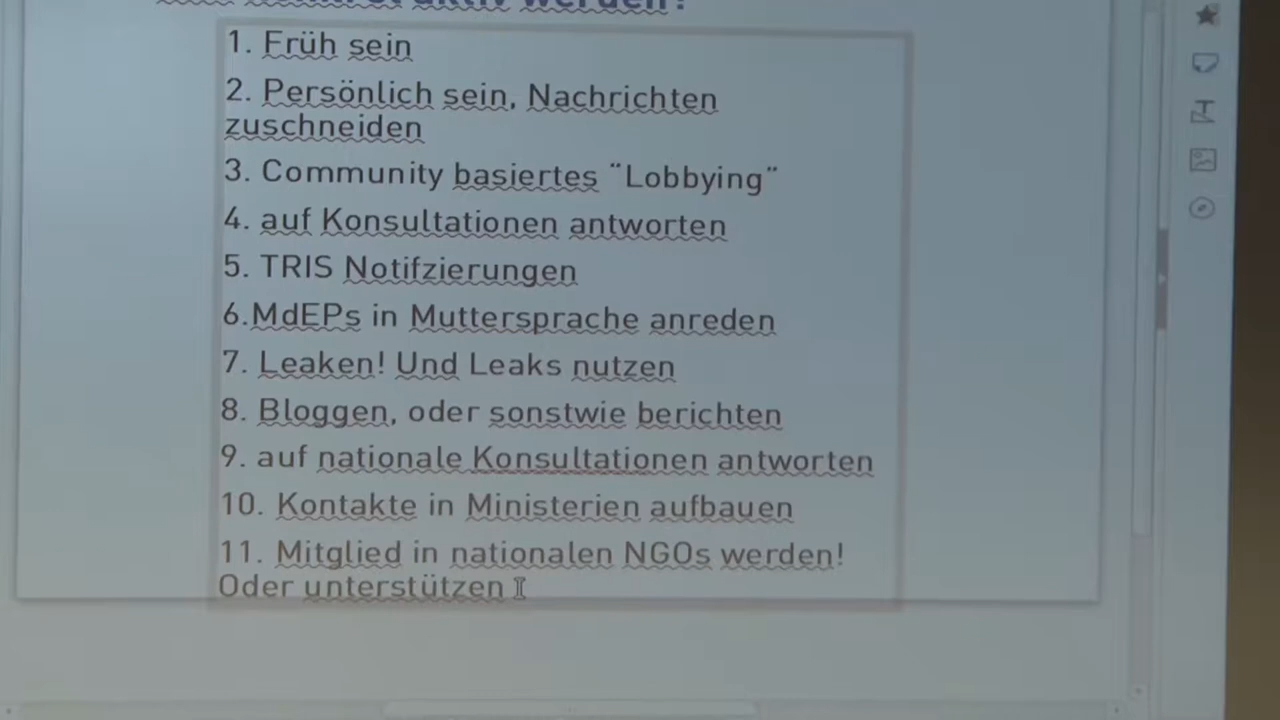 aktiv werden?
1. Früh sein
2. Persönlich sein, Nachrichten
zuschneiden
3. Community basiertes "Lobbying"
4. auf Konsultationen antworten
5. TRIS Notifzierungen
6.MdEPs in Muttersprache anreden
7. Leaken! Und Leaks nutzen
8. Bloggen, oder sonstwie berichten
9. auf nationale Konsultationen antworten
10. Kontakte in Ministerien aufbauen
11. Mitglied in nationalen NGOs werden!
Oder unterstützen